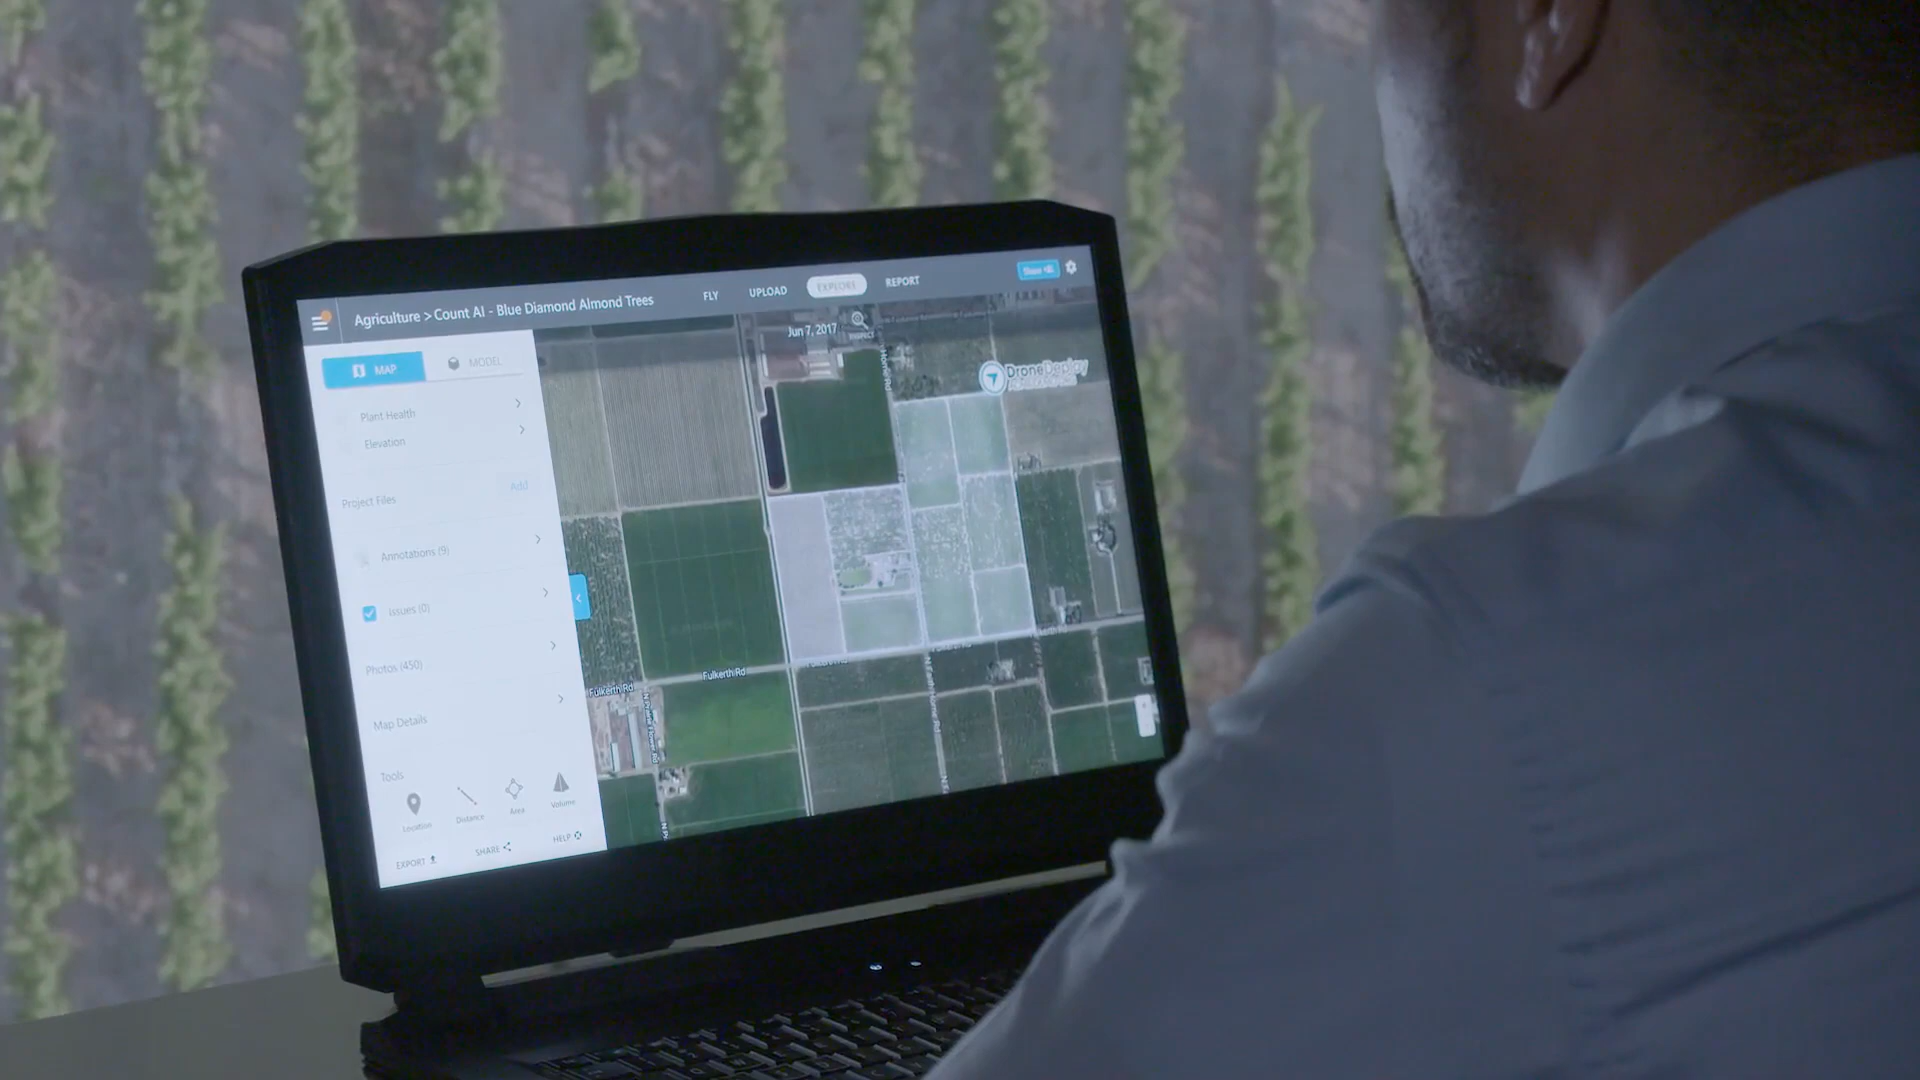 Agriculture > Count AI - Blue Diamond Almond Trees
FLY
UPLOAD
EXPLORE
REPORT
Share
Jun 7, 2017
INSPECT
MAP
MODEL
DroneDeploy
Plant Health
Elevation
Project Files
Add
Annotations (9)
Issues (0)
Photos (450)
Map Details
Tools
Location
Distance
Area
Volume
EXPORT
SHARE
HELP
Fulkerth Rd
Fulkerth Rd